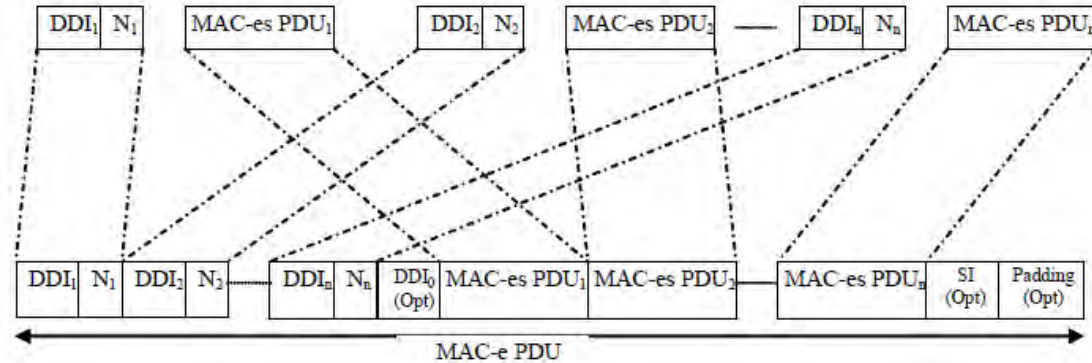 DDI₁ N₁ MAC-es PDU₁ DDI₂ N₂ MAC-es PDU₂ DDIₙ Nₙ MAC-es PDUₙ
DDI₁ N₁ DDI₂ N₂ DDIₙ Nₙ DDI₀ (Opt) MAC-es PDU₁ MAC-es PDU₂ MAC-es PDUₙ SI (Opt) Padding (Opt)
MAC-e PDU